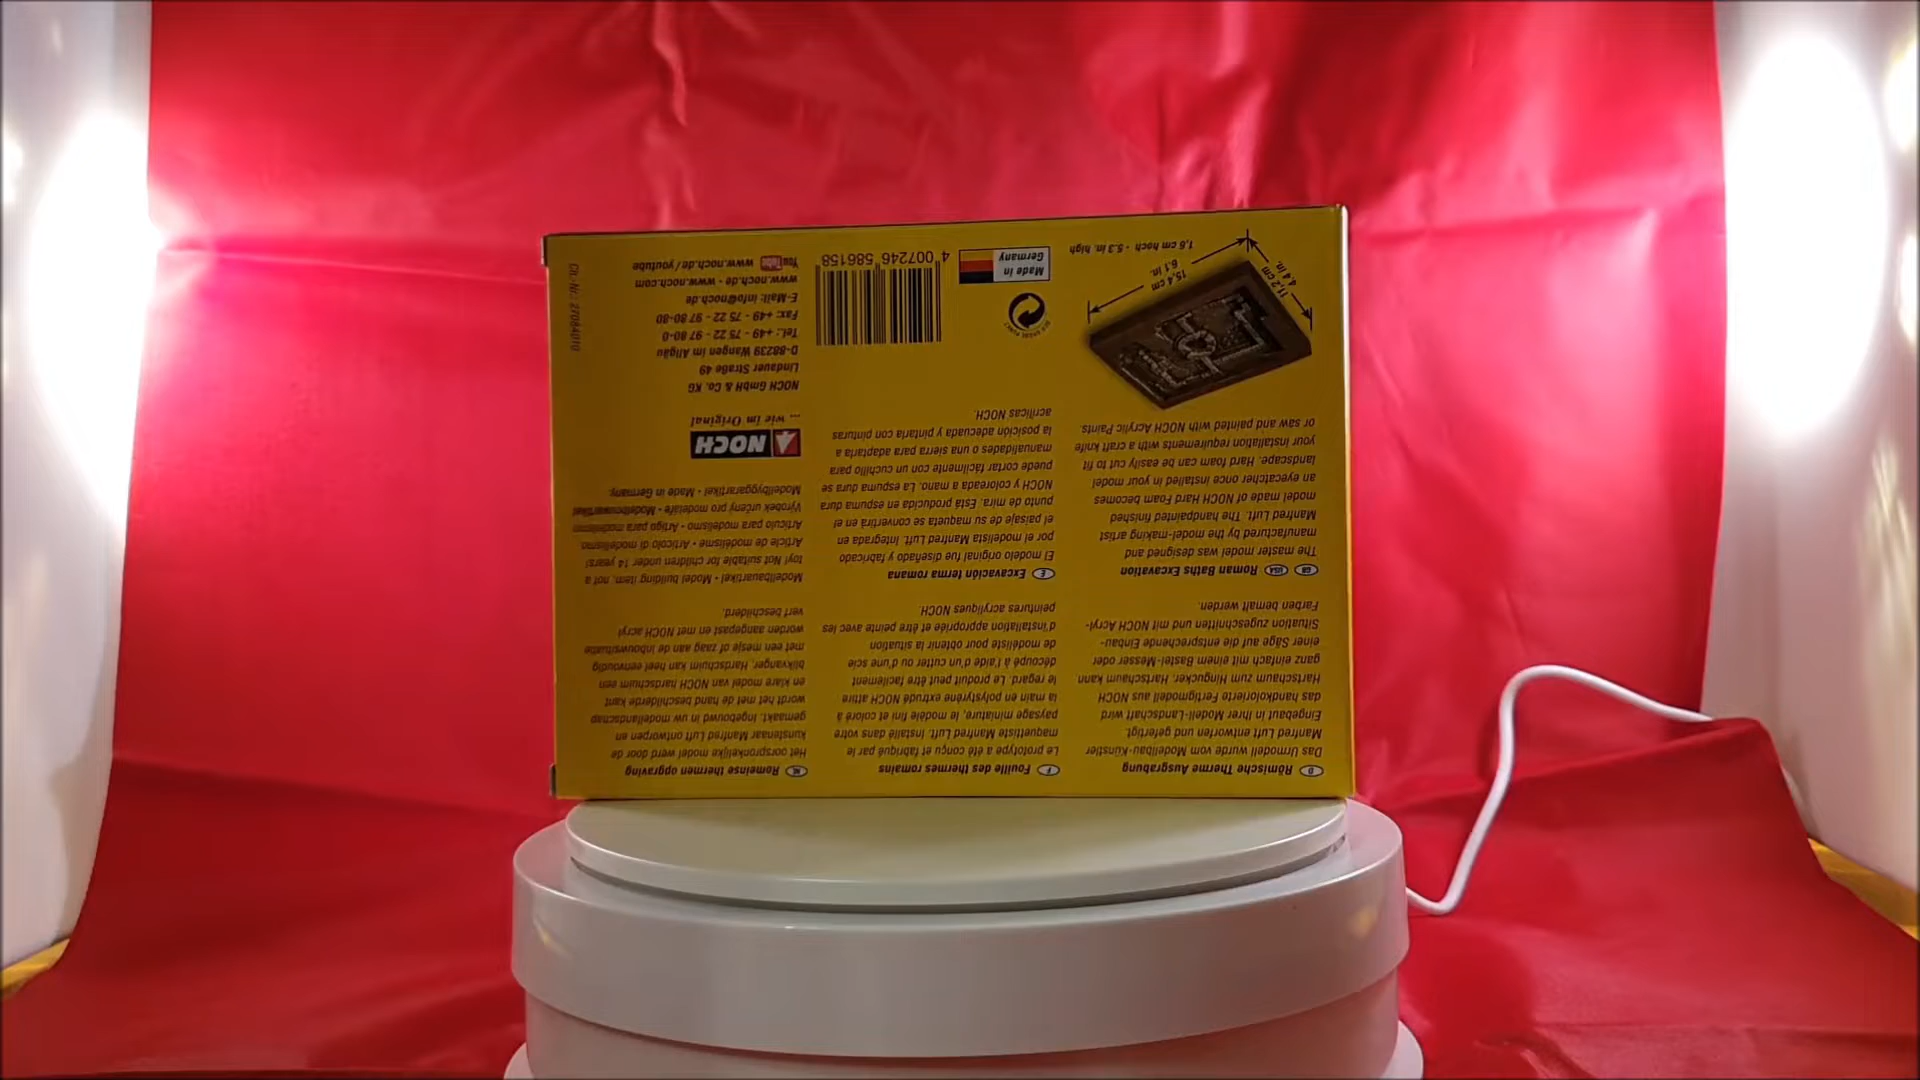 D Römische Therme Ausgrabung
Das Urmodell wurde vom Modellbau-Künstler
Manfred Luft entworfen und gefertigt.
Eingebaut in Ihrer Modell-Landschaft wird
das handkolorierte Fertigmodell aus NOCH
Hartschaum zum Hingucker. Hartschaum kann
ganz einfach mit einem Bastel-Messer oder
einer Säge auf die entsprechende Einbau-
Situation zugeschnitten und mit NOCH Acryl-
Farben bemalt werden.
GB USA Roman Baths Excavation
The master model was designed and
manufactured by the model-making artist
Manfred Luft. The handpainted finished
model made of NOCH Hard Foam becomes
an eyecatcher once installed in your model
landscape. Hard foam can be easily cut to fit
your installation requirements with a craft knife
or saw and painted with NOCH Acrylic Paints.
11,2 cm
4.4 in.
15,4 cm
6.1 in.
1,6 cm hoch - 5.3 in. high
F Fouille des thermes romains
Le prototype a été conçu et fabriqué par le
maquettiste Manfred Luft. Installé dans votre
paysage miniature, le modèle fini et coloré à
la main en polystyrène extrudé NOCH attire
le regard. Le produit peut être facilement
découpé à l'aide d'un cutter ou d'une scie
de modéliste pour obtenir la situation
d'installation appropriée et être peinte avec les
peintures acryliques NOCH.
E Excavación terma romana
El modelo original fue diseñado y fabricado
por el modelista Manfred Luft. Integrada en
el paisaje de su maqueta se convertirá en el
punto de mira. Está producida en espuma dura
NOCH y coloreada a mano. La espuma dura se
puede cortar fácilmente con un cuchillo para
manualidades o una sierra para adaptarla a
la posición adecuada y pintarla con pinturas
acrílicas NOCH.
Made in
Germany
4 007246 586158
NL Romeinse thermen opgraving
Het oorspronkelijke model werd door de
kunstenaar Manfred Luft ontworpen en
gemaakt. Ingebouwd in uw modellandschap
wordt het met de hand beschilderde kant
en klare model van NOCH hardschuim een
blikvanger. Hardschuim kan heel eenvoudig
met een mesje of zaag aan de inbouwsituatie
worden aangepast en met NOCH acryl
verf beschilderd.
Modellbauartikel • Model building item, not a
toy! Not suitable for children under 14 years!
Article de modélisme • Articolo di modellismo
Artículo para modelismo • Artigo para modelismo
Výrobek určený pro modeláře • Modelbouwartikel
Modelbyggarartikel • Made in Germany.
NOCH
... wie im Original
NOCH GmbH & Co. KG
Lindauer Straße 49
D-88239 Wangen im Allgäu
Tel.: +49 - 75 22 - 97 80-0
Fax: +49 - 75 22 - 97 80-80
E-Mail: info@noch.de
www.noch.de - www.noch.com
YouTube www.noch.de/youtube